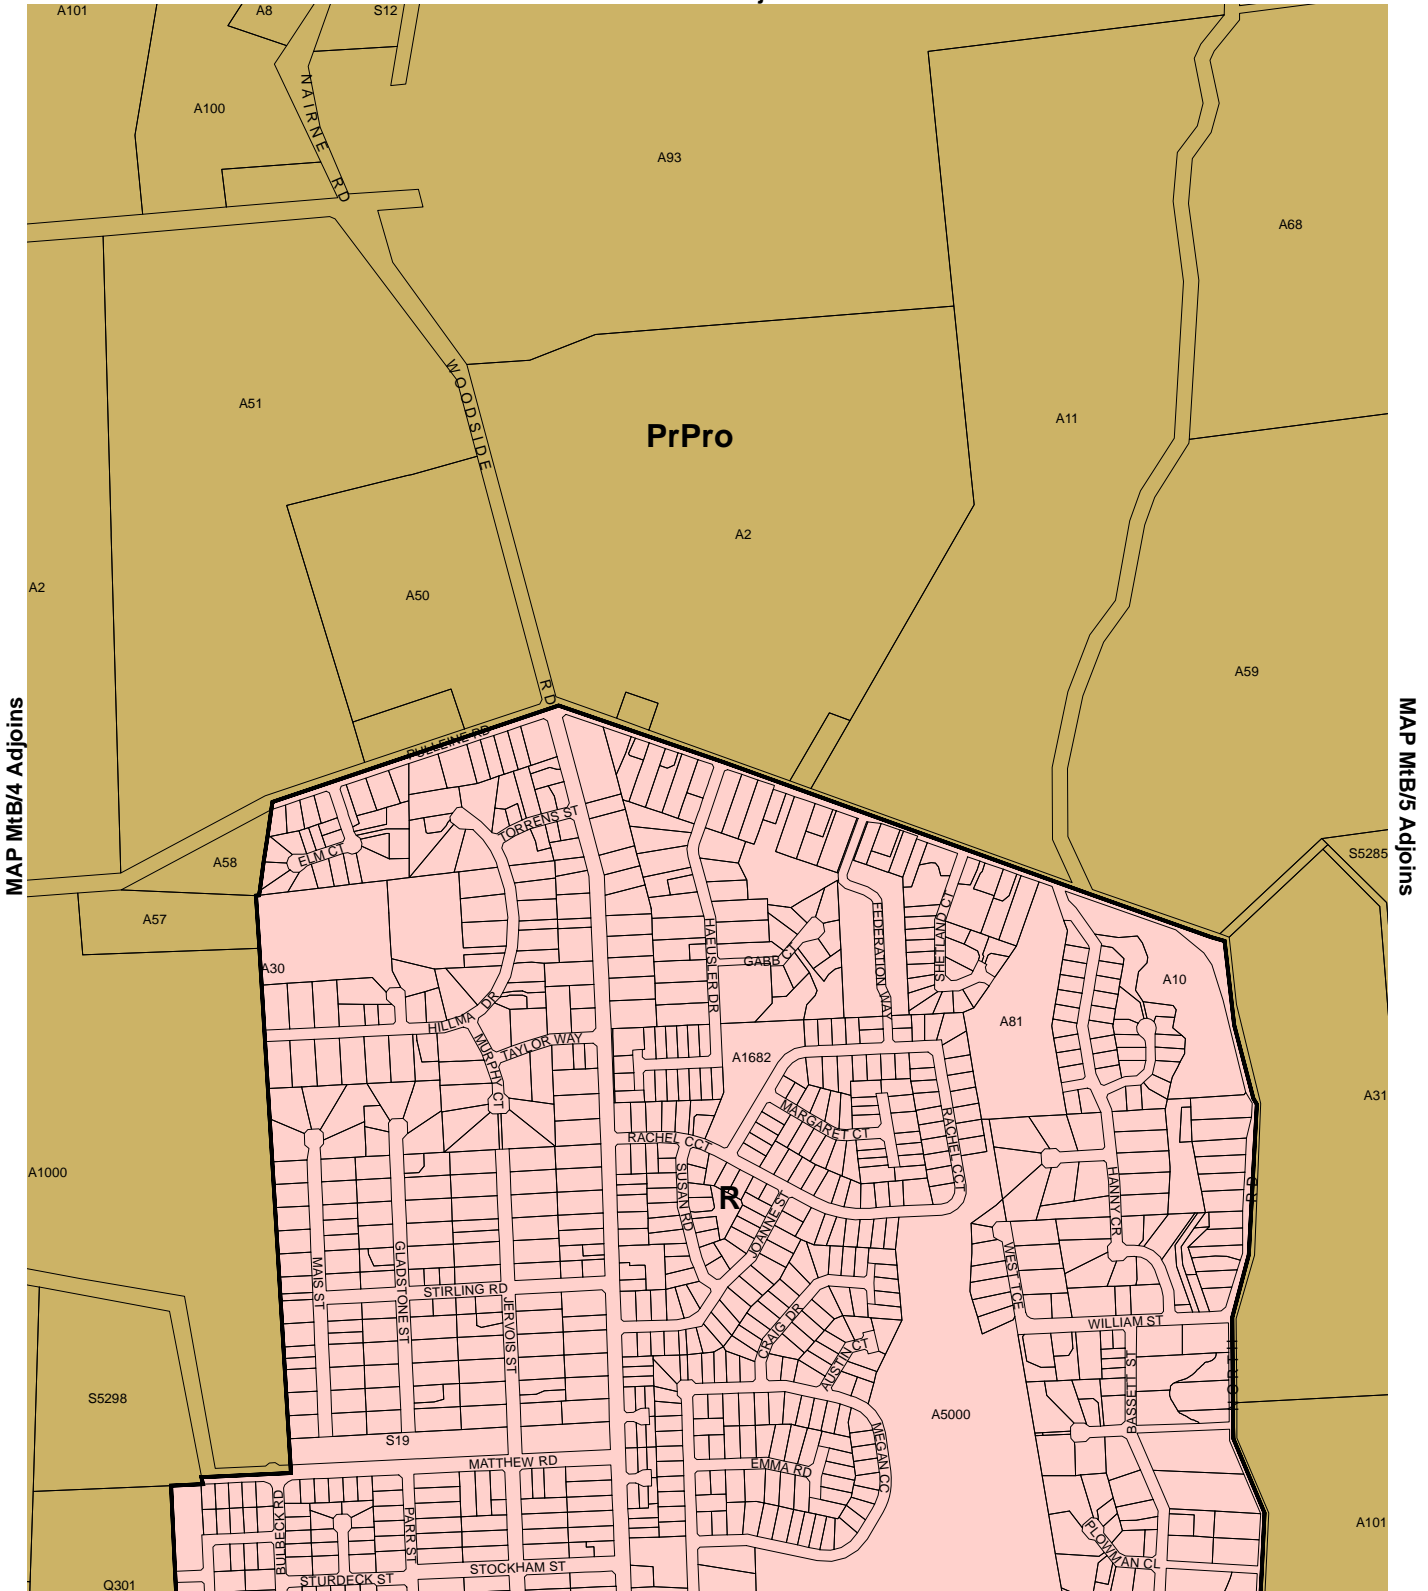 A101
A8
S12
A100
NAIRNE RD
A93
A68
A51
WOODSIDE RD
PrPro
A11
A2
A2
A50
A59
MAP MtB/4 Adjoins
MAP MtB/5 Adjoins
PULLEINE RD
TORRENS ST
ELM CT
A58
S5285
A57
A30
HAEUSLER DR
GABB CT
FEDERATION WAY
SHETLAND CT
A10
A81
HILLMA DR
MURPHY CT
TAYLOR WAY
A1682
A31
MARGARET CT
RACHEL CCT
RACHEL CCT
A1000
SUSAN RD
R
JOANNE ST
HANNY CR
NORTH RD
MAIS ST
GLADSTONE ST
STIRLING RD
JERVOIS ST
WEST TCE
WILLIAM ST
CRAIG DR
AUSTIN CT
BASSETT ST
S5298
A5000
S19
MATTHEW RD
EMMA RD
MEGAN CC
BULBECK RD
PARR ST
A101
PLOWMAN CL
STOCKHAM ST
STURDECK ST
Q301